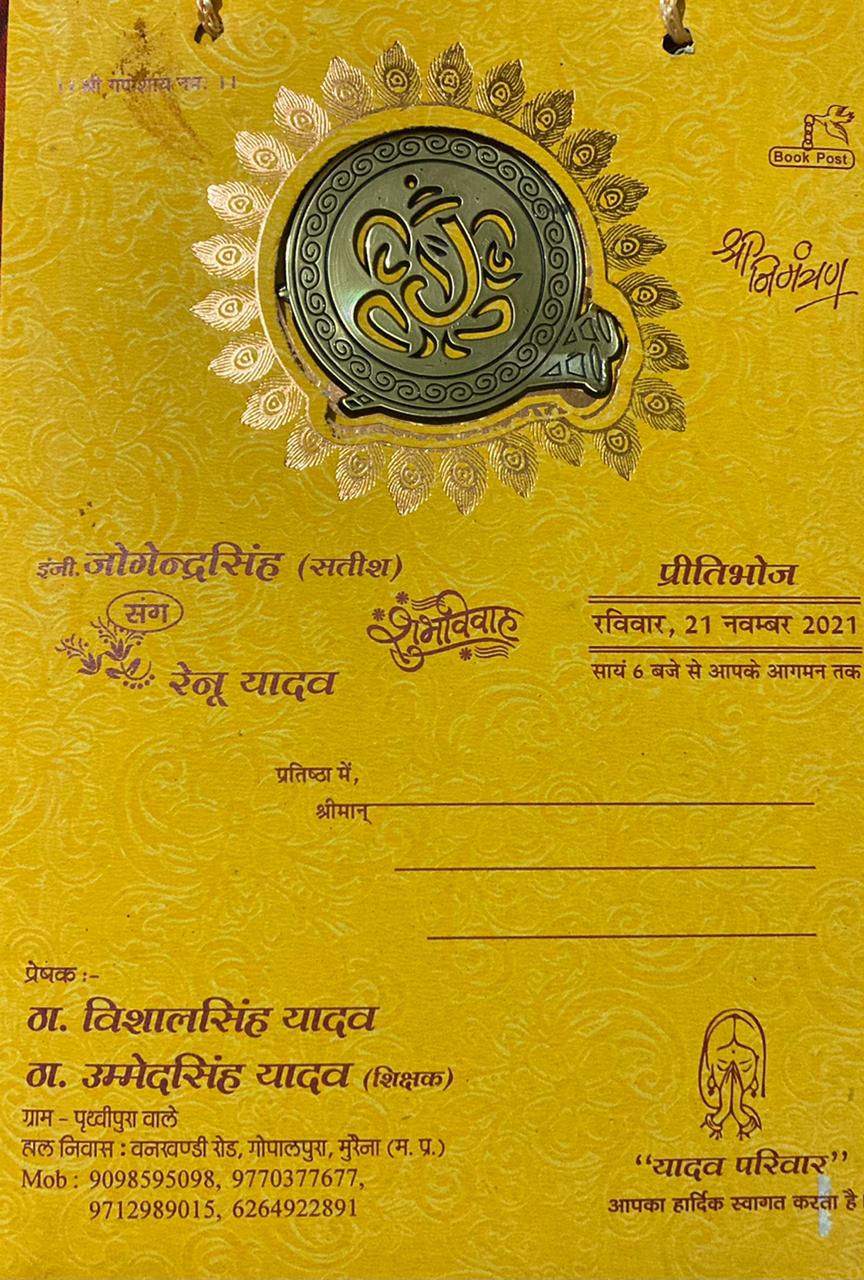 ।। श्री गणेशाय नमः ।।
Book Post
श्री निमंत्रण
इंजी. जोगेन्द्रसिंह (सतीश)
संग
रेनू यादव
शुभविवाह
प्रीतिभोज
रविवार, 21 नवम्बर 2021
सायं 6 बजे से आपके आगमन तक
प्रतिष्ठा में,
श्रीमान्
प्रेषक :-
ठा. विशालसिंह यादव
ठा. उम्मेदसिंह यादव (शिक्षक)
ग्राम - पृथ्वीपुरा वाले
हाल निवास : वनखण्डी रोड, गोपालपुरा, मुरैना (म. प्र.)
Mob : 9098595098, 9770377677,
9712989015, 6264922891
“यादव परिवार”
आपका हार्दिक स्वागत करता है।